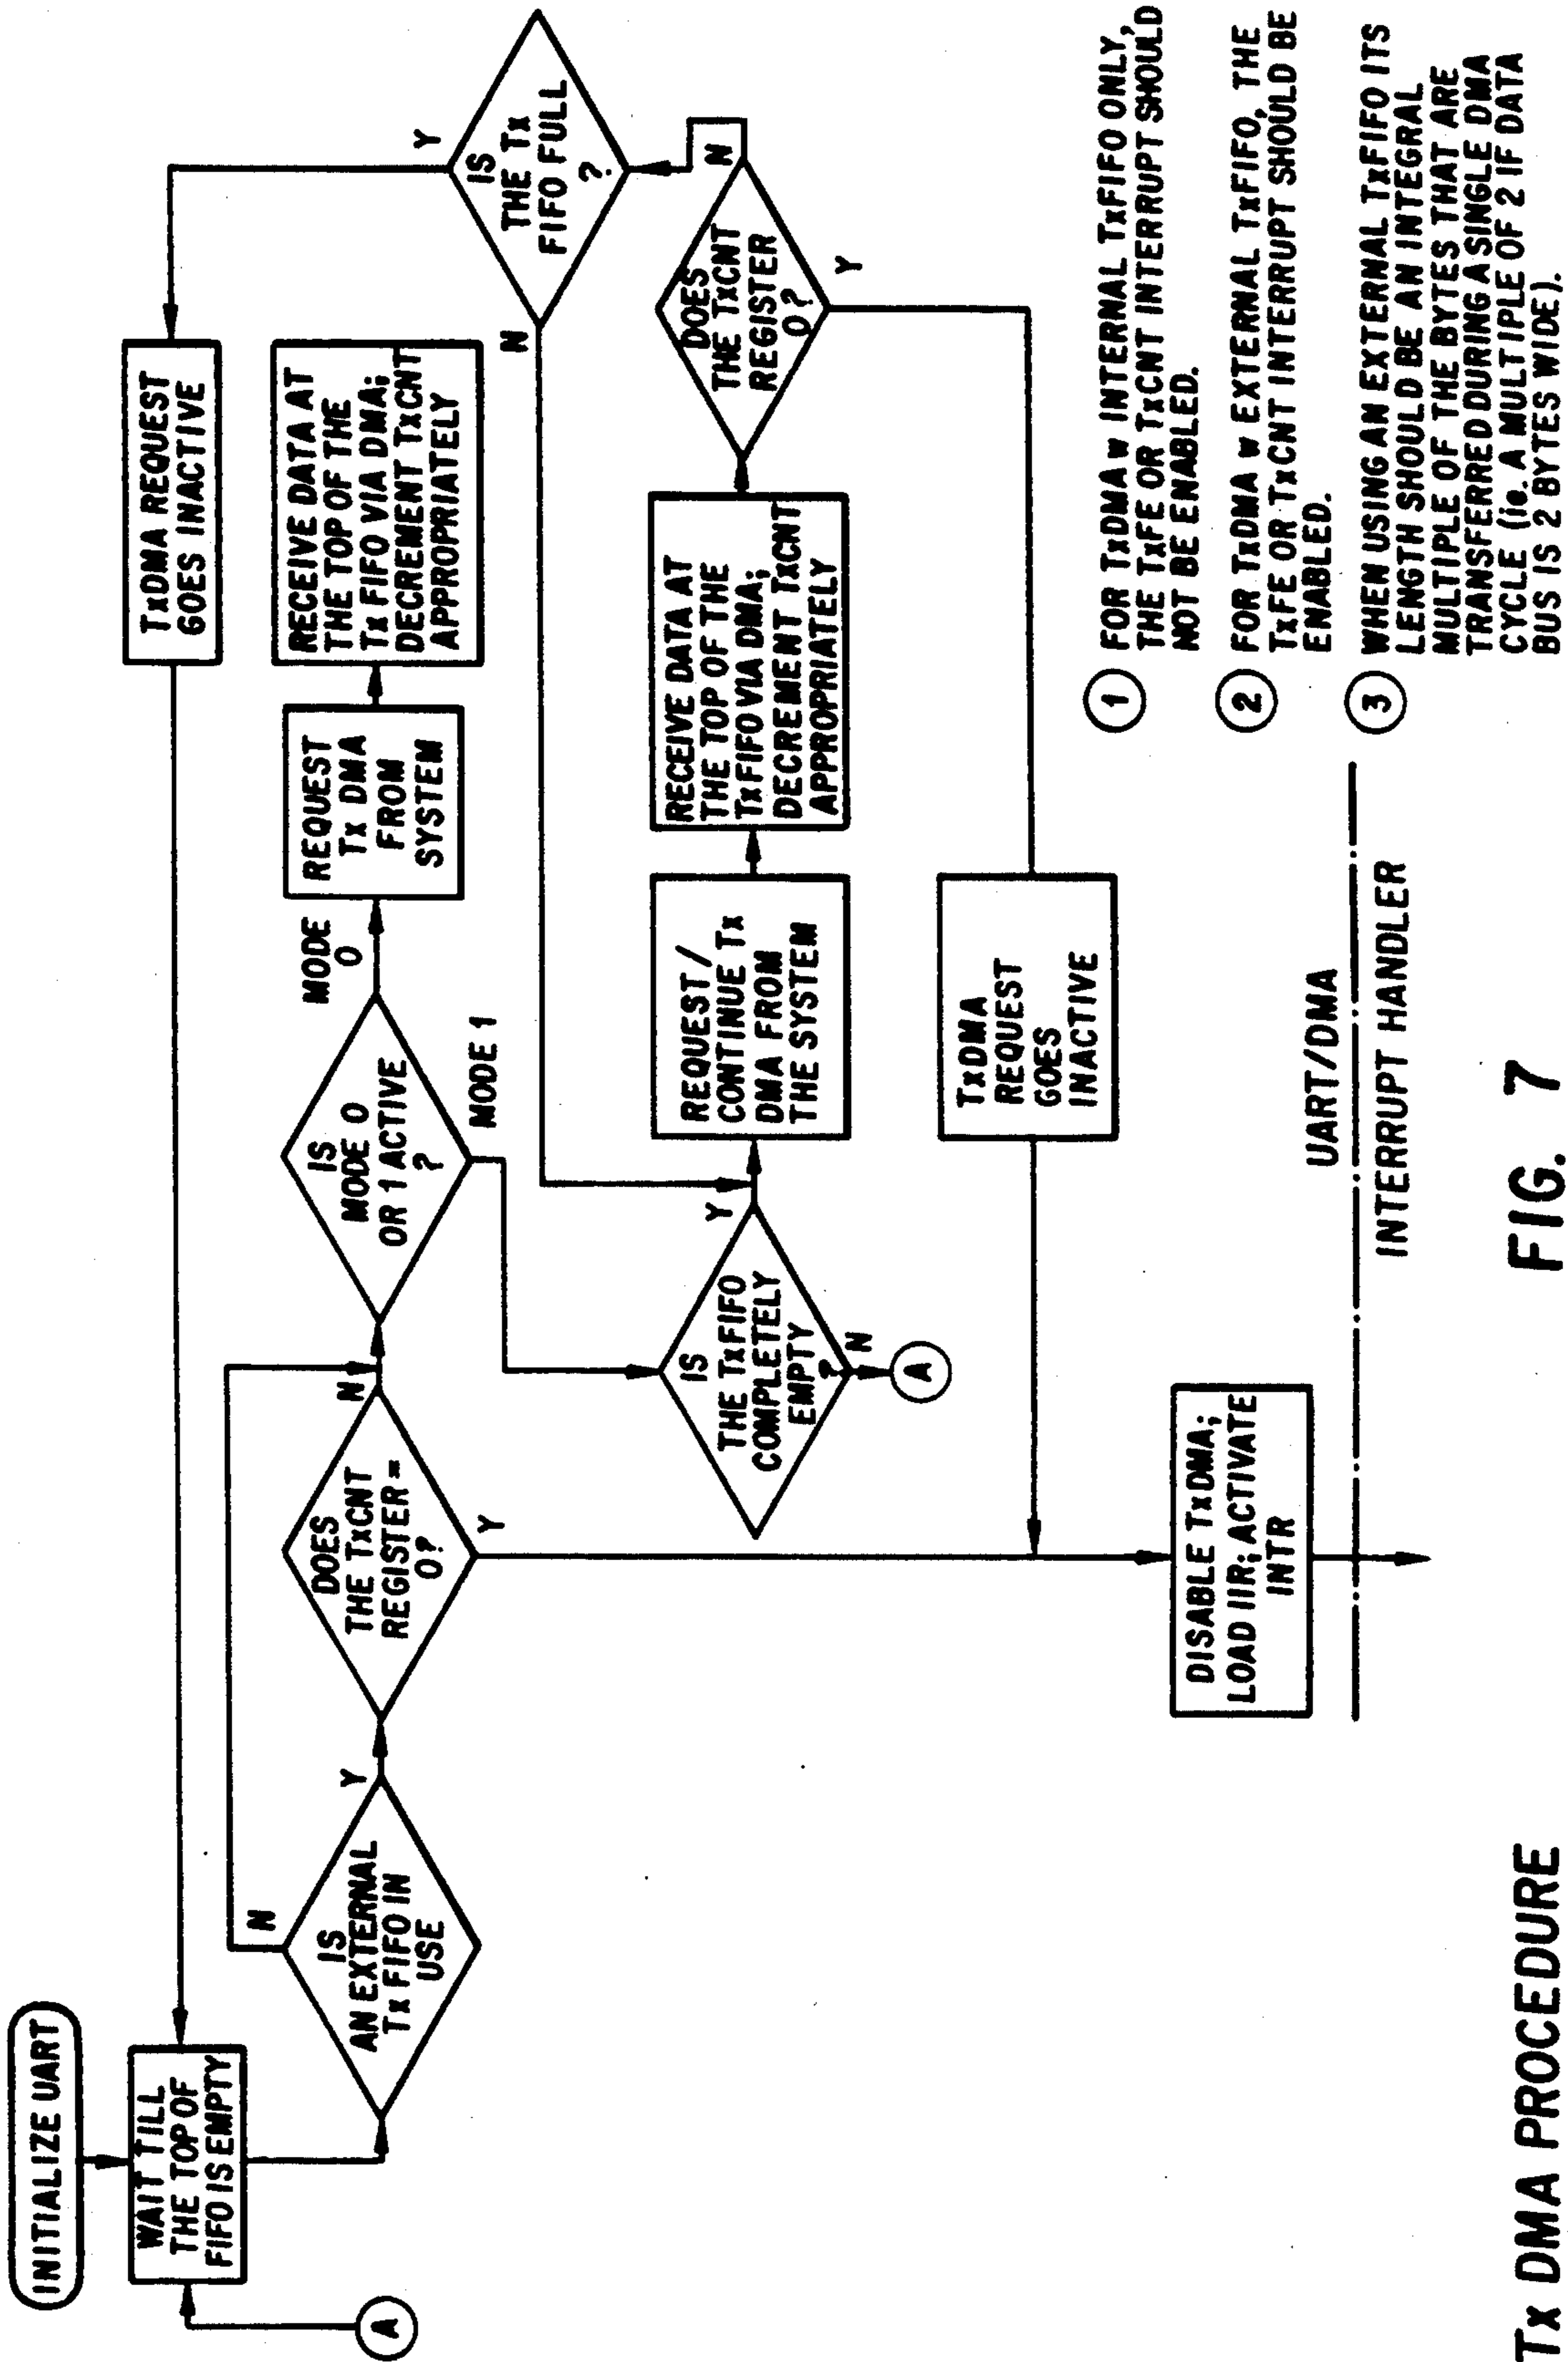 INITIALIZE UART
WAIT TILL
THE TOP OF
FIFO IS EMPTY
A
IS
AN EXTERNAL
Tx FIFO IN
USE
N
Y
DOES
THE TxCNT
REGISTER =
0?
N
Y
IS
MODE 0
OR 1 ACTIVE
?
MODE
0
MODE 1
REQUEST
Tx DMA
FROM
SYSTEM
RECEIVE DATA AT
THE TOP OF THE
Tx FIFO VIA DMA;
DECREMENT TxCNT
APPROPRIATELY
TxDMA REQUEST
GOES INACTIVE
IS
THE Tx
FIFO FULL
?
Y
N
IS
THE TxFIFO
COMPLETELY
EMPTY
?
Y
N
A
REQUEST/
CONTINUE Tx
DMA FROM
THE SYSTEM
RECEIVE DATA AT
THE TOP OF THE
TxFIFO VIA DMA;
DECREMENT TxCNT
APPROPRIATELY
DOES
THE TxCNT
REGISTER
0?
N
Y
TxDMA
REQUEST
GOES
INACTIVE
DISABLE TxDMA;
LOAD IIR; ACTIVATE
INTR
UART/DMA
INTERRUPT HANDLER
1 FOR TxDMA w INTERNAL TxFIFO ONLY,
THE TxFE OR TxCNT INTERRUPT SHOULD
NOT BE ENABLED.
2 FOR TxDMA w EXTERNAL TxFIFO, THE
TxFE OR TxCNT INTERRUPT SHOULD BE
ENABLED.
3 WHEN USING AN EXTERNAL TxFIFO ITS
LENGTH SHOULD BE AN INTEGRAL
MULTIPLE OF THE BYTES THAT ARE
TRANSFERRED DURING A SINGLE DMA
CYCLE (ie. A MULTIPLE OF 2 IF DATA
BUS IS 2 BYTES WIDE).
Tx DMA PROCEDURE
FIG. 7